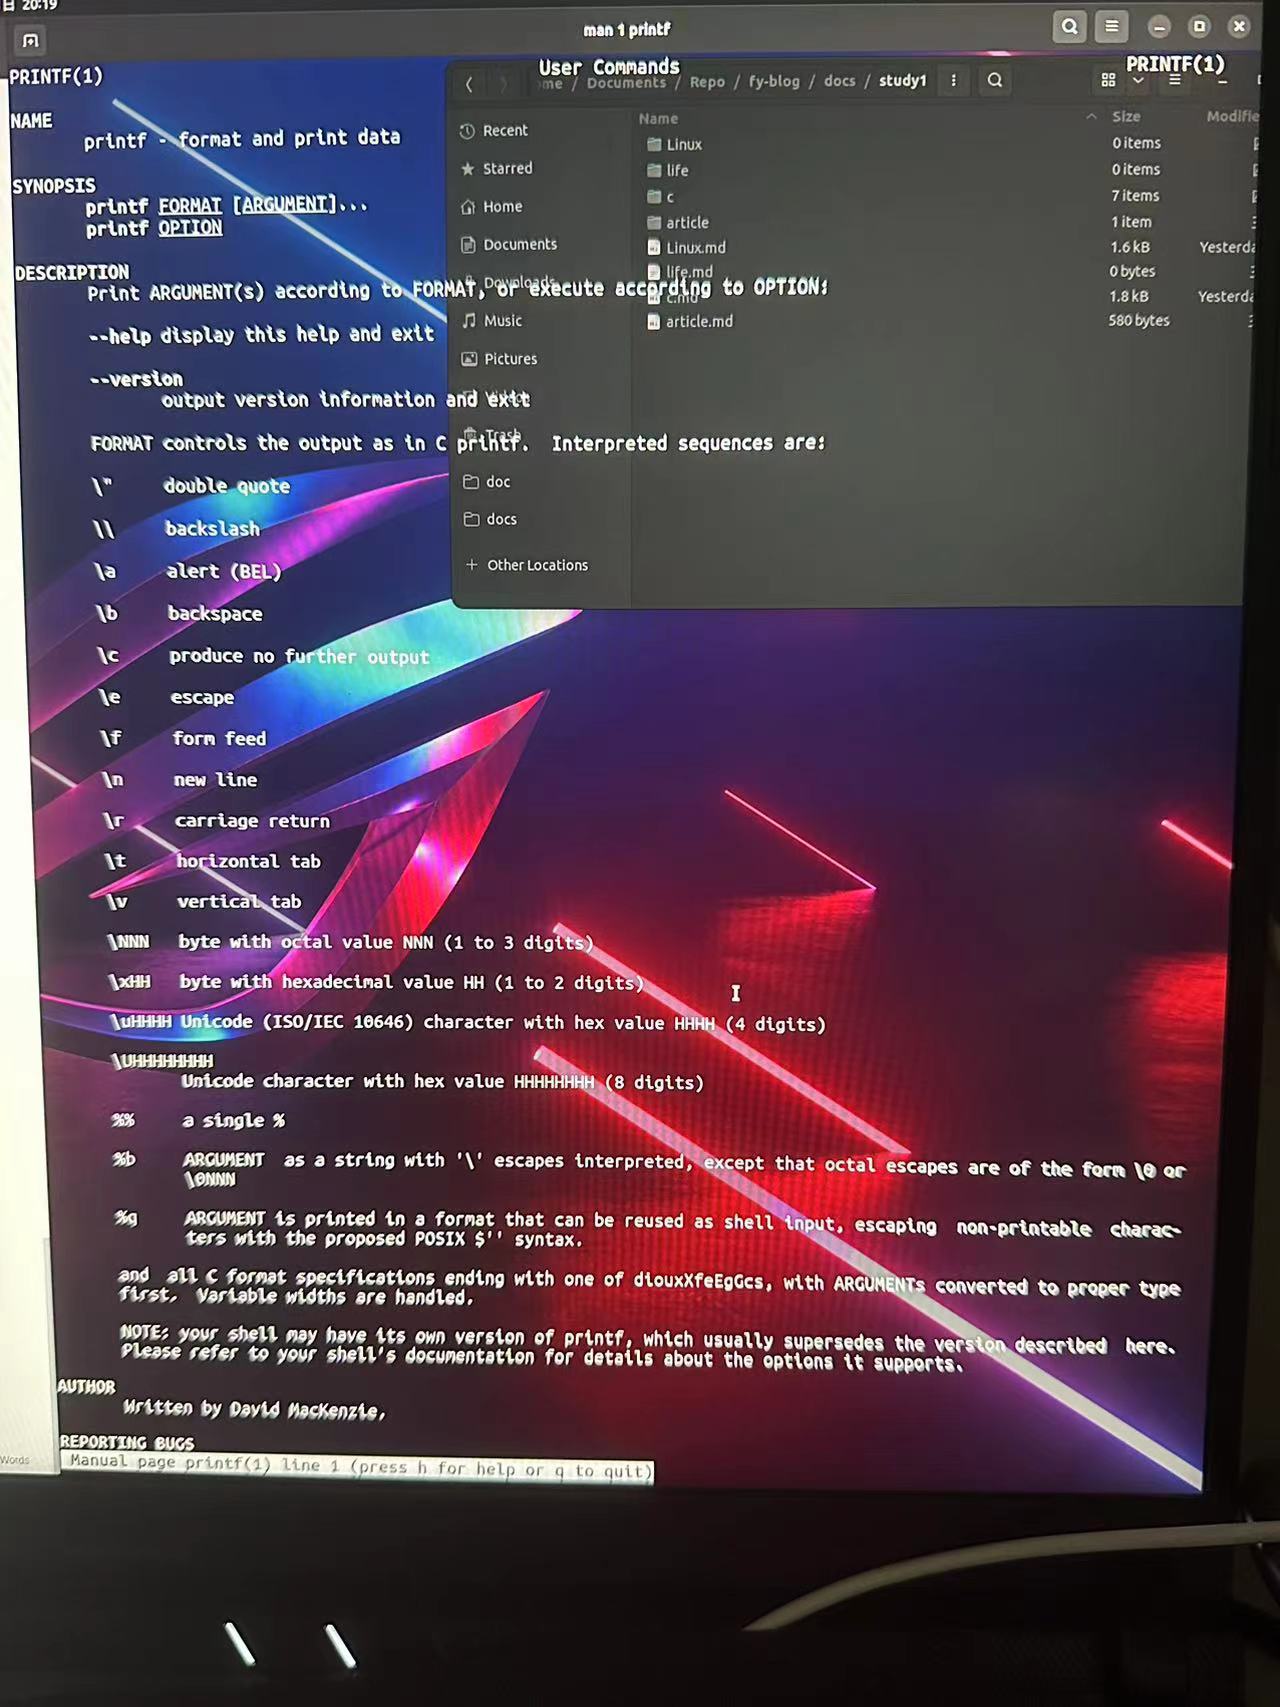 日 20:19
man 1 printf
PRINTF(1)
User Commands
PRINTF(1)
me / Documents / Repo / fy-blog / docs / study1
NAME
printf - format and print data
SYNOPSIS
printf FORMAT [ARGUMENT]...
printf OPTION
DESCRIPTION
Print ARGUMENT(s) according to FORMAT, or execute according to OPTION:
--help display this help and exit
--version
output version information and exit
FORMAT controls the output as in C printf.  Interpreted sequences are:
\" double quote
\\ backslash
\a alert (BEL)
\b backspace
\c produce no further output
\e escape
\f form feed
\n new line
\r carriage return
\t horizontal tab
\v vertical tab
\NNN byte with octal value NNN (1 to 3 digits)
\xHH byte with hexadecimal value HH (1 to 2 digits)
\uHHHH Unicode (ISO/IEC 10646) character with hex value HHHH (4 digits)
\UHHHHHHHH
Unicode character with hex value HHHHHHHH (8 digits)
%% a single %
%b ARGUMENT as a string with '\' escapes interpreted, except that octal escapes are of the form \0 or
\0NNN
%q ARGUMENT is printed in a format that can be reused as shell input, escaping non-printable charac-
ters with the proposed POSIX $'' syntax.
and all C format specifications ending with one of diouxXfeEgGcs, with ARGUMENTs converted to proper type
first. Variable widths are handled.
NOTE: your shell may have its own version of printf, which usually supersedes the version described here.
Please refer to your shell's documentation for details about the options it supports.
AUTHOR
Written by David MacKenzie.
REPORTING BUGS
Manual page printf(1) line 1 (press h for help or q to quit)
Words
Recent
Starred
Home
Documents
Downloads
Music
Pictures
Trash
doc
docs
+ Other Locations
Name Size Modifie
Linux 0 items
life 0 items
c 7 items
article 1 item
Linux.md 1.6 kB Yesterda
life.md 0 bytes
c.md 1.8 kB Yesterda
article.md 580 bytes